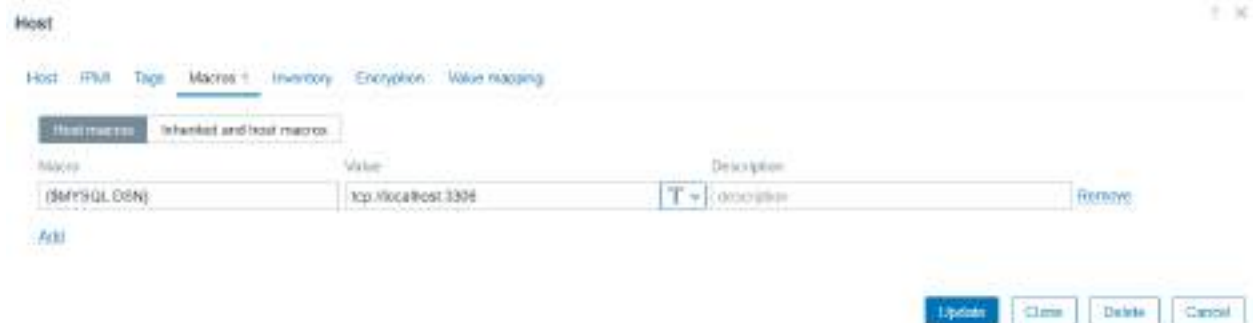 Host
? ×
Host IPMI Tags Macros 1 Inventory Encryption Value mapping
Host macros Inherited and host macros
Macro Value Description
{$MYSQL.DSN} tcp://localhost:3306 T description Remove
Add
Update Clone Delete Cancel